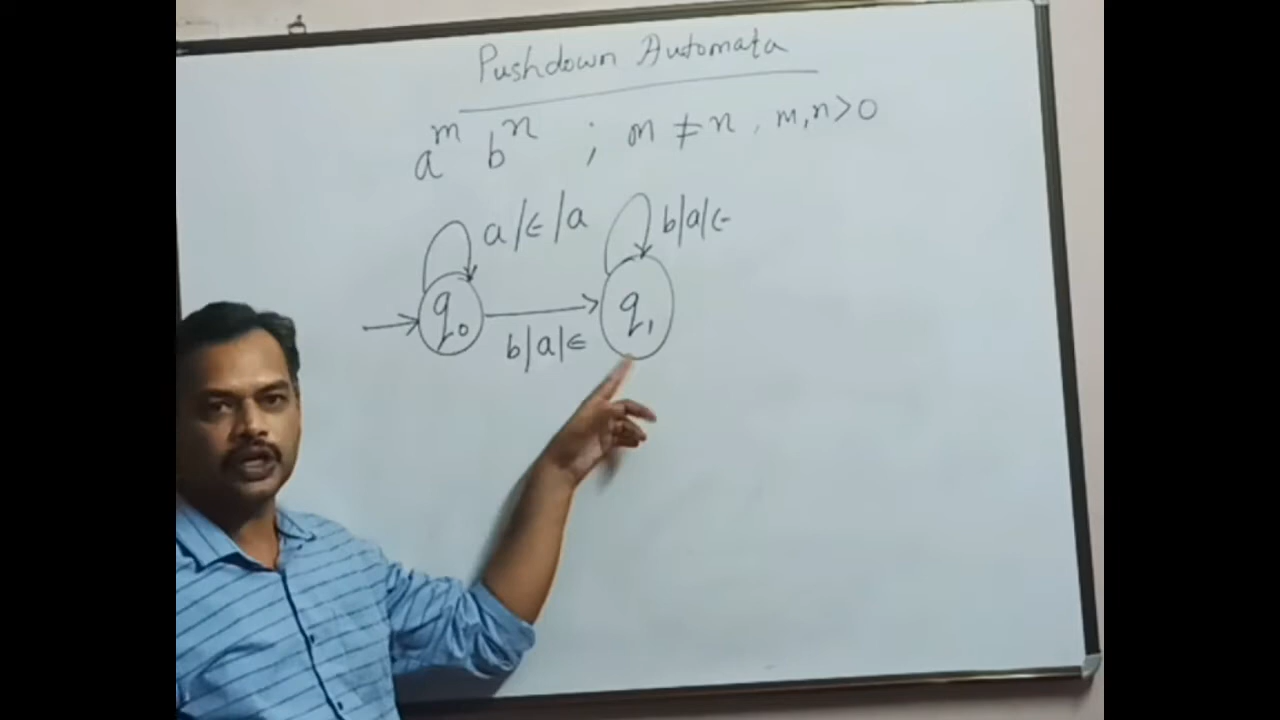 Pushdown Automata
a^m b^n ; m ≠ n , m,n>0
a/ε/a
b|a|ε
q0
q1
b|a|ε